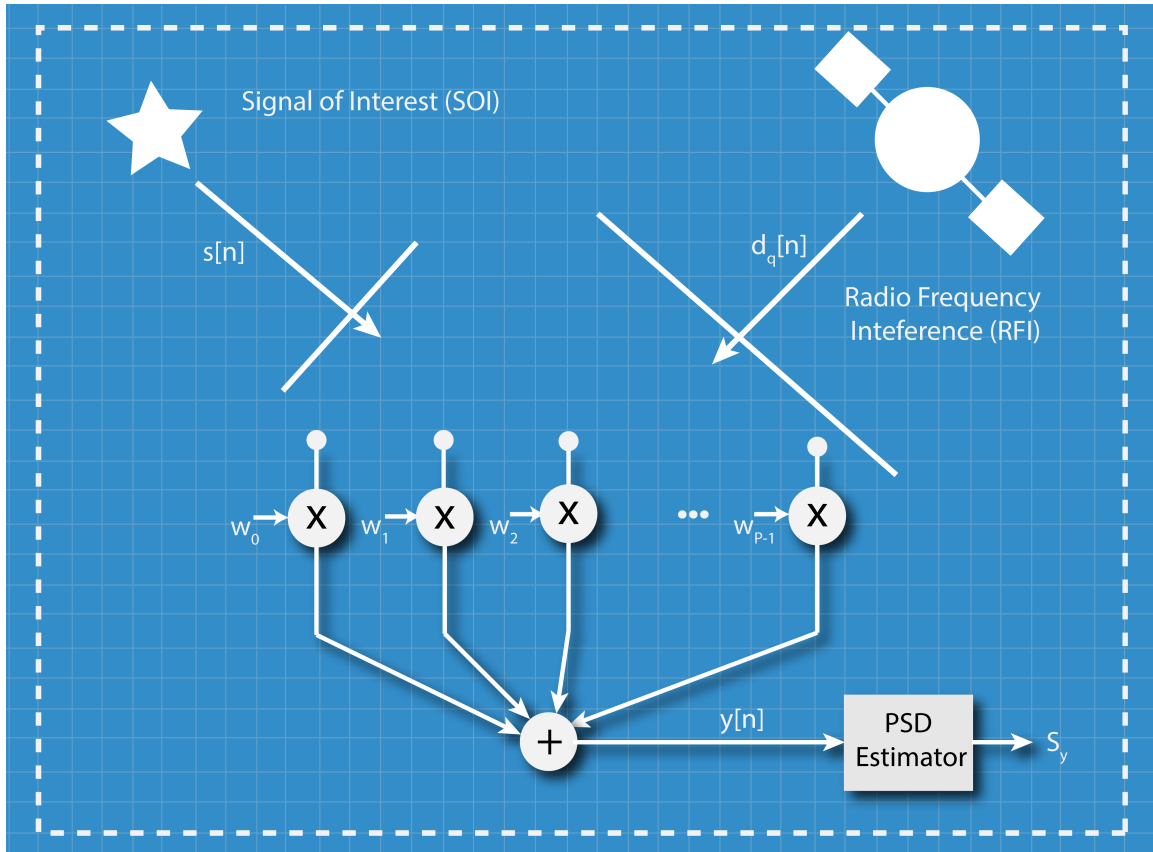 Signal of Interest (SOI)
s[n]
d_q[n]
Radio Frequency
Inteference (RFI)
w_0
x
w_1
x
w_2
x
...
w_P-1
x
+
y[n]
PSD
Estimator
S_y